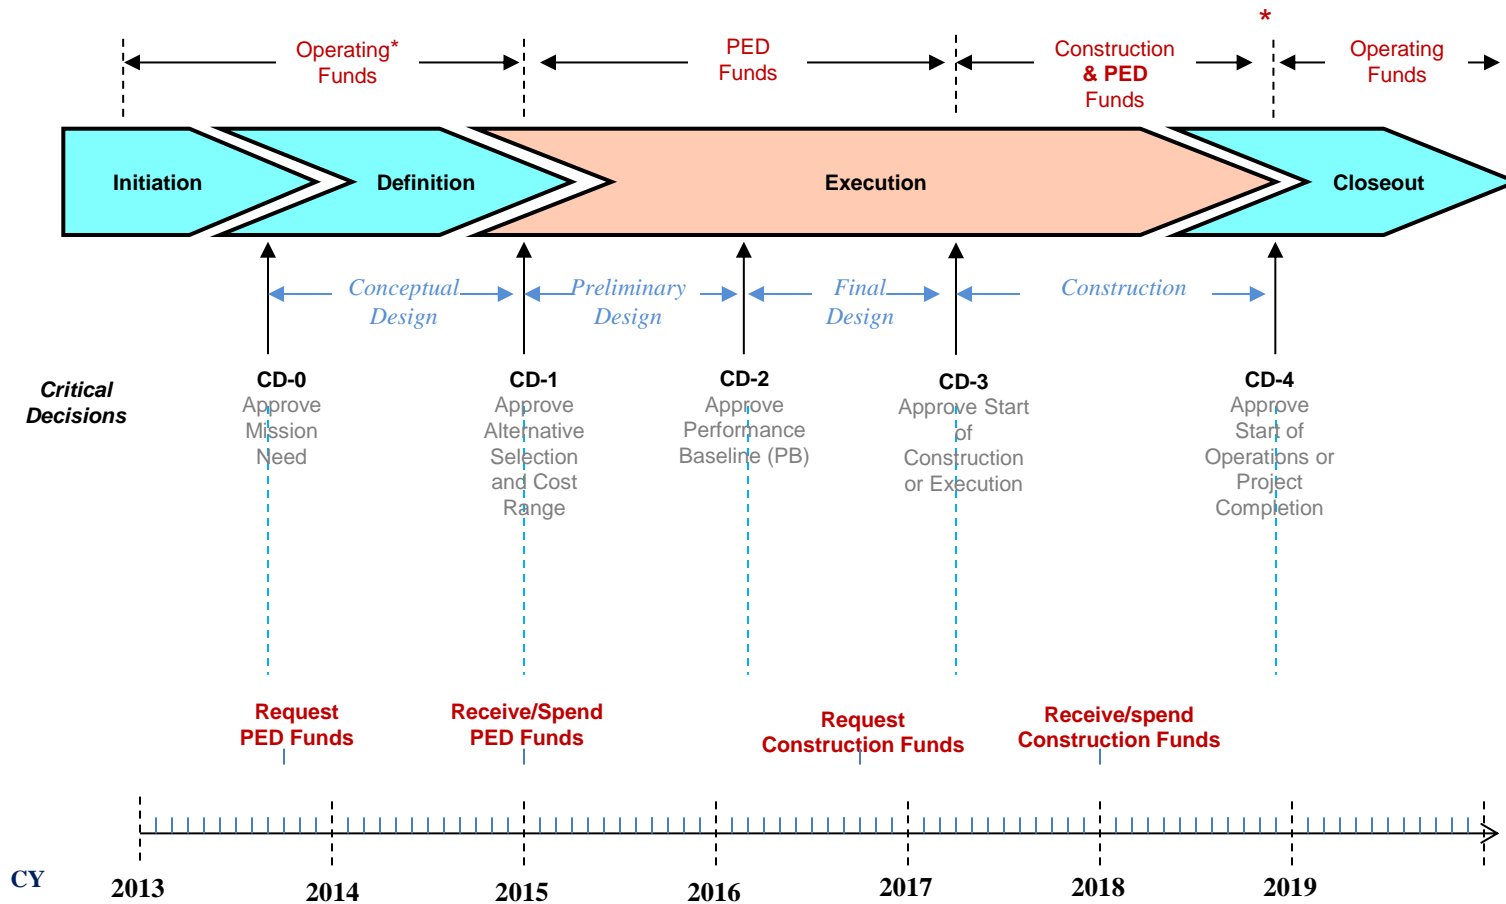 *
Operating*
Funds
PED
Funds
Construction
& PED
Funds
Operating
Funds
Initiation
Definition
Execution
Closeout
Conceptual
Design
Preliminary
Design
Final
Design
Construction
Critical
Decisions
CD-0
Approve
Mission
Need
CD-1
Approve
Alternative
Selection
and Cost
Range
CD-2
Approve
Performance
Baseline (PB)
CD-3
Approve Start
of
Construction
or Execution
CD-4
Approve
Start of
Operations or
Project
Completion
Request
PED Funds
Receive/Spend
PED Funds
Request
Construction Funds
Receive/spend
Construction Funds
CY
2013
2014
2015
2016
2017
2018
2019